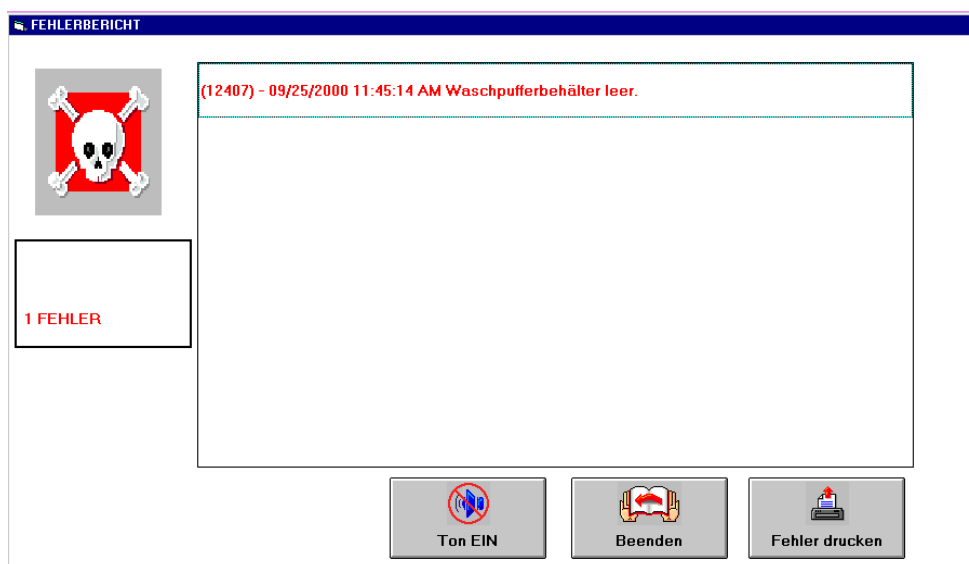 FEHLERBERICHT
(12407) - 09/25/2000 11:45:14 AM Waschpufferbehälter leer.
1 FEHLER
Ton EIN
Beenden
Fehler drucken